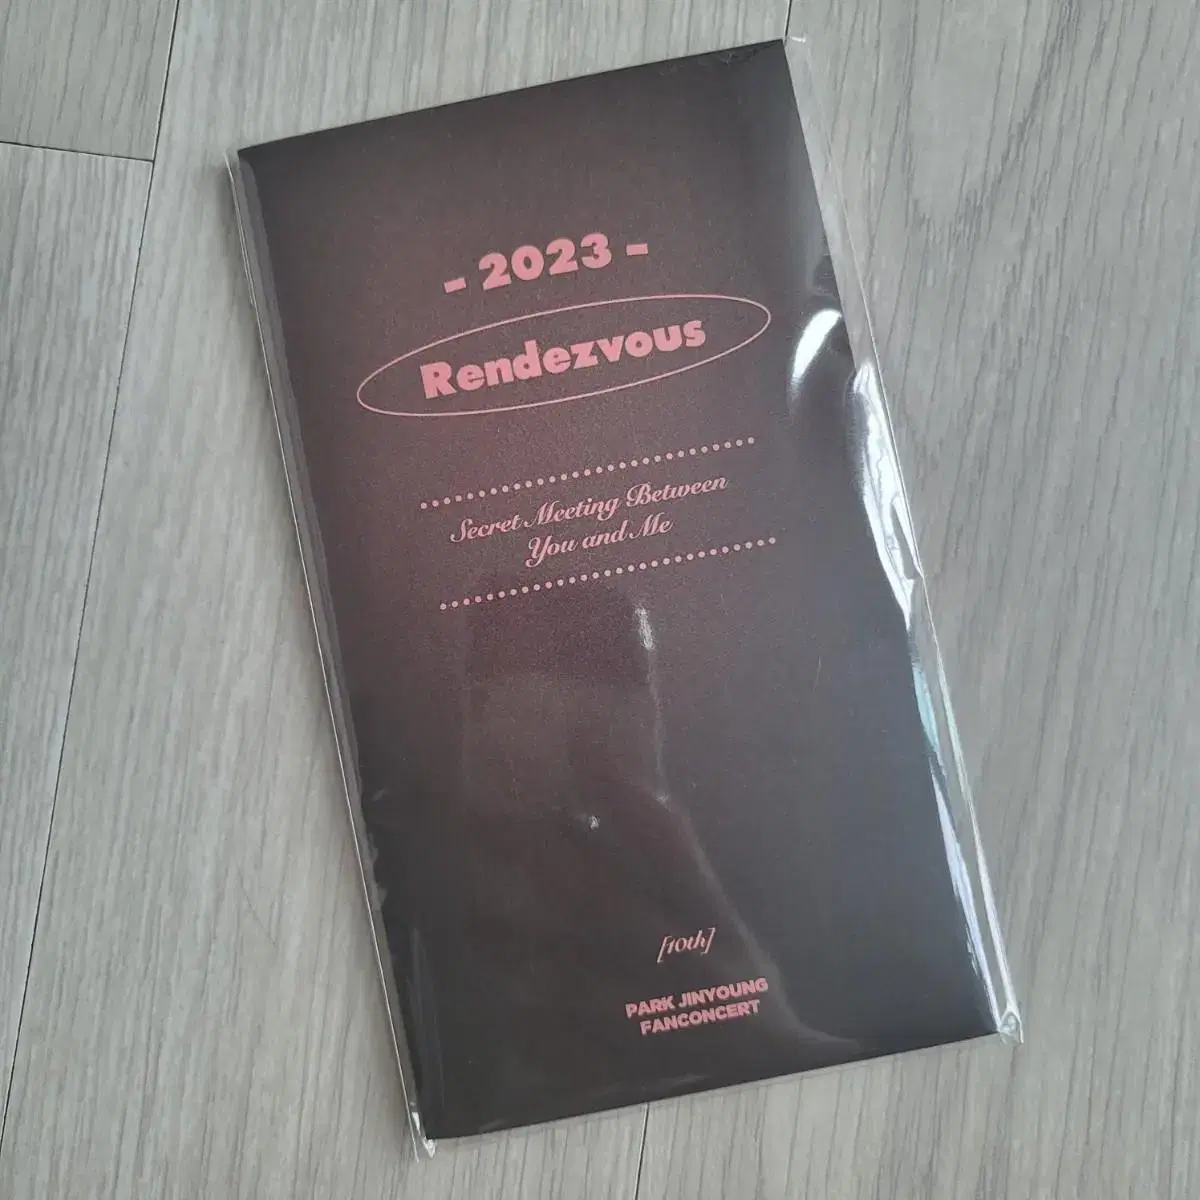 - 2023 -
Rendezvous
Secret Meeting Between
You and Me
[10th]
PARK JINYOUNG
FANCONCERT